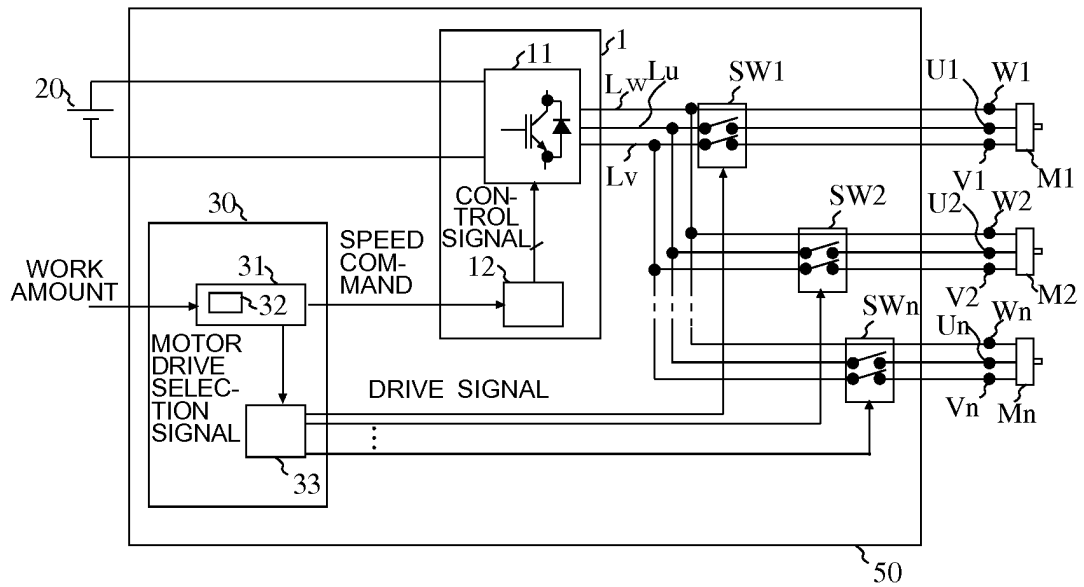 1
11
20
Lw
Lu
SW1
U1
W1
Lv
V1
M1
CON-
TROL
SIGNAL
SW2
U2
W2
30
SPEED
COM-
MAND
WORK
AMOUNT
31
32
12
V2
M2
SWn
Un
Wn
MOTOR
DRIVE
SELEC-
TION
SIGNAL
DRIVE SIGNAL
Vn
Mn
33
50